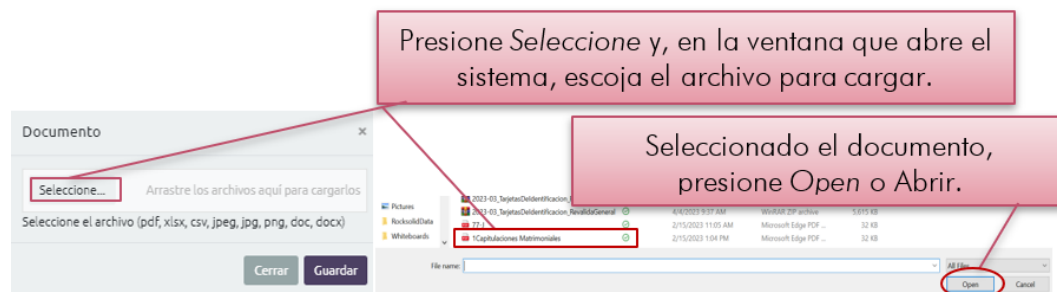 Presione Seleccione y, en la ventana que abre el
sistema, escoja el archivo para cargar.
Seleccionado el documento,
presione Open o Abrir.
Documento ×
Seleccione... Arrastre los archivos aquí para cargarlos
Seleccione el archivo (pdf, xlsx, csv, jpeg, jpg, png, doc, docx)
Cerrar Guardar
Pictures
RocksolidData
Whiteboards
2023-03_TarjetasDeIdentificacion_
2023-03_TarjetasDeIdentificacion_RevalidaGeneral 4/4/2023 9:37 AM WinRAR ZIP archive 5,615 KB
77-J 2/15/2023 11:05 AM Microsoft Edge PDF ... 32 KB
1Capitulaciones Matrimoniales 2/15/2023 1:04 PM Microsoft Edge PDF ... 32 KB
File name: All Files
Open Cancel